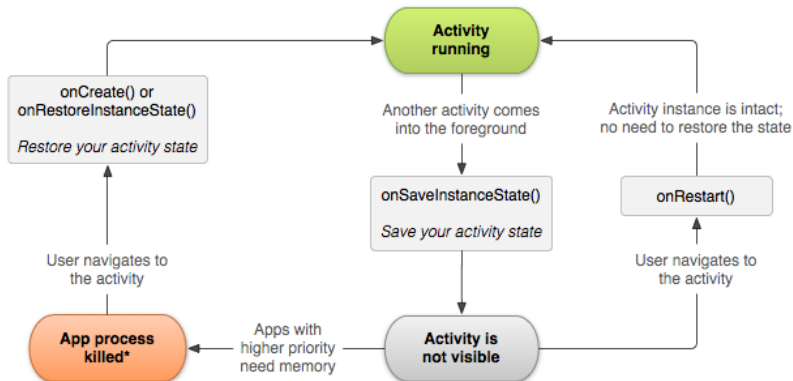 Activity
running
onCreate() or
onRestoreInstanceState()
Restore your activity state
Another activity comes
into the foreground
Activity instance is intact;
no need to restore the state
onSaveInstanceState()
Save your activity state
onRestart()
User navigates to
the activity
User navigates to
the activity
App process
killed*
Apps with
higher priority
need memory
Activity is
not visible